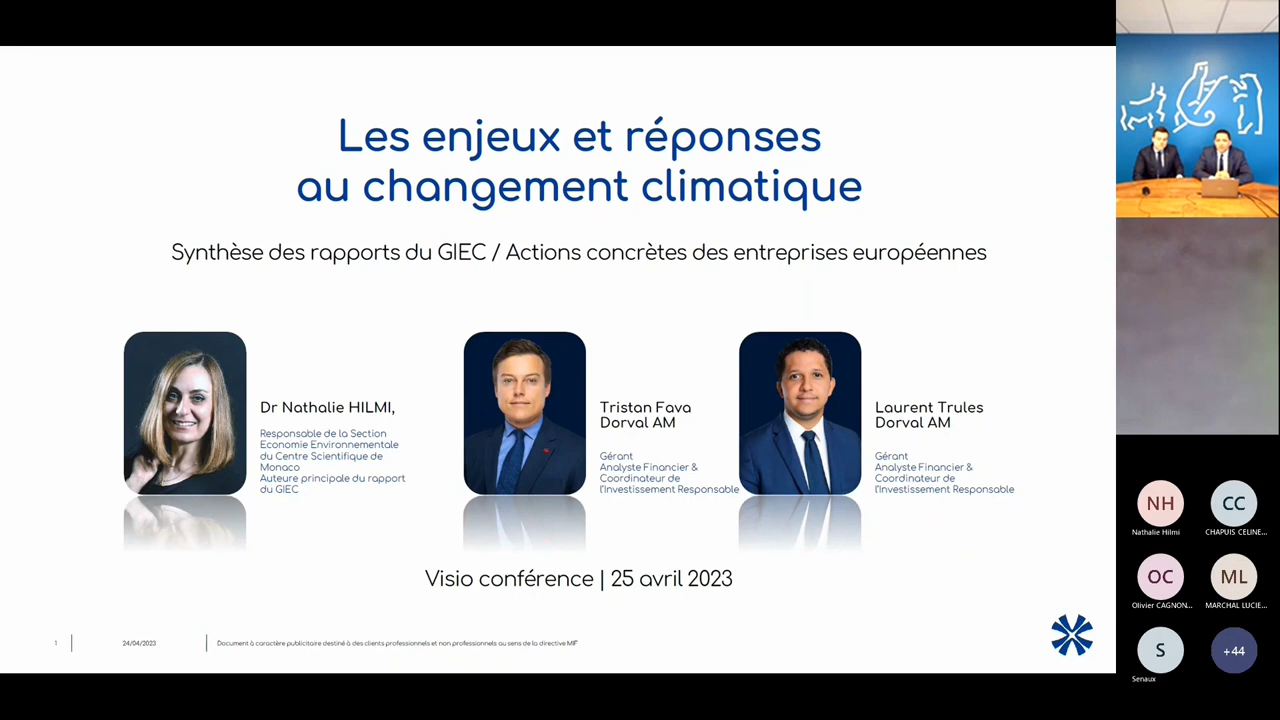 Les enjeux et réponses
au changement climatique
Synthèse des rapports du GIEC / Actions concrètes des entreprises européennes
Dr Nathalie HILMI,
Responsable de la Section
Economie Environnementale
du Centre Scientifique de
Monaco
Auteure principale du rapport
du GIEC
Tristan Fava
Dorval AM
Gérant
Analyste Financier &
Coordinateur de
l'Investissement Responsable
Laurent Trules
Dorval AM
Gérant
Analyste Financier &
Coordinateur de
l'Investissement Responsable
Visio conférence | 25 avril 2023
1
24/04/2023
Document à caractère publicitaire destiné à des clients professionnels et non professionnels au sens de la directive MIF
NH
CC
Nathalie Hilmi
CHAPUIS CELINE...
OC
ML
Olivier CAGNON...
MARCHAL LUCIE...
S
+44
Senaux